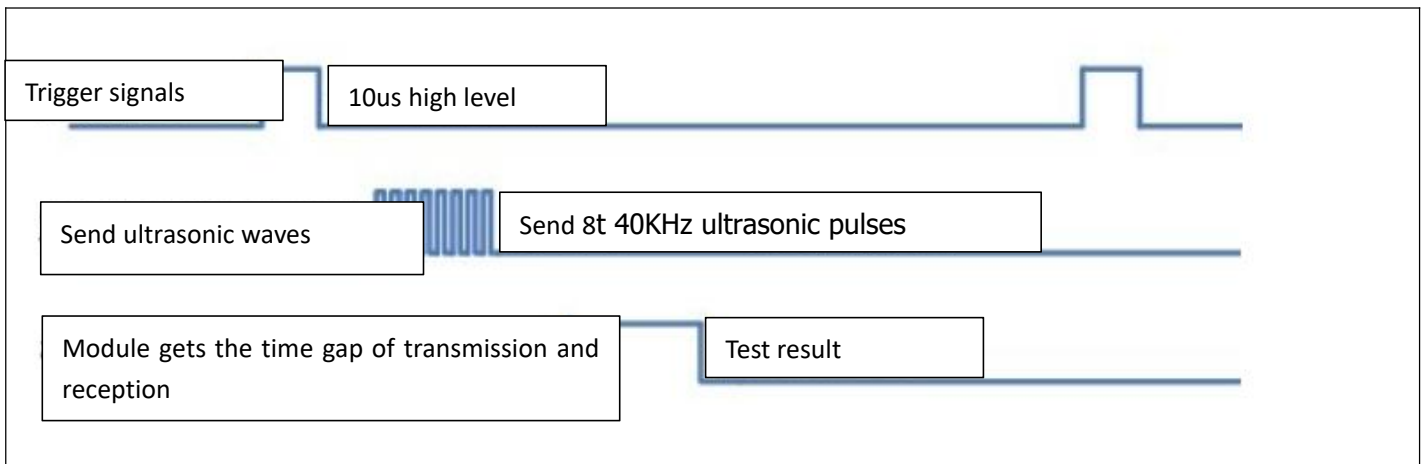 Trigger signals
10us high level
Send ultrasonic waves
Send 8t 40KHz ultrasonic pulses
Module gets the time gap of transmission and
reception
Test result